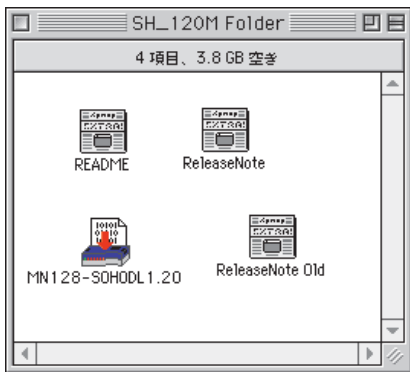 SH_120M Folder
4 項目、3.8 GB 空き
README
ReleaseNote
MN128-SOHODL1.20
ReleaseNote Old